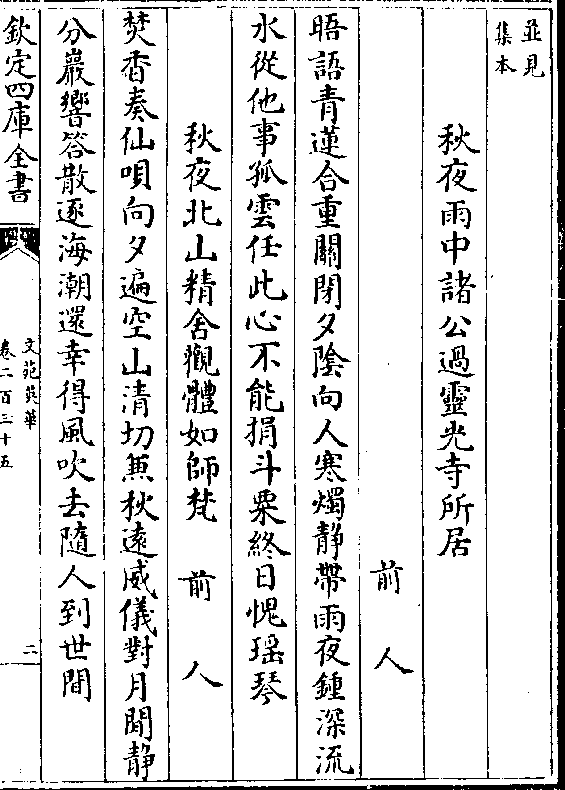 並見
集本
秋夜雨中諸公過靈光寺所居
前人
晤語青蓮合重關閉夕陰向人寒燭靜帶雨夜鍾深流
水從他事孤雲任此心不能捐斗粟終日愧瑶琴
秋夜北山精舍觀體如師梵　前人
焚香奏仙唄向夕遍空山清切兼秋逺威儀對月閒靜
分巖響答散逐海潮還幸得風吹去隨人到世間
欽定四庫全書
文苑英華
卷二百三十五
二